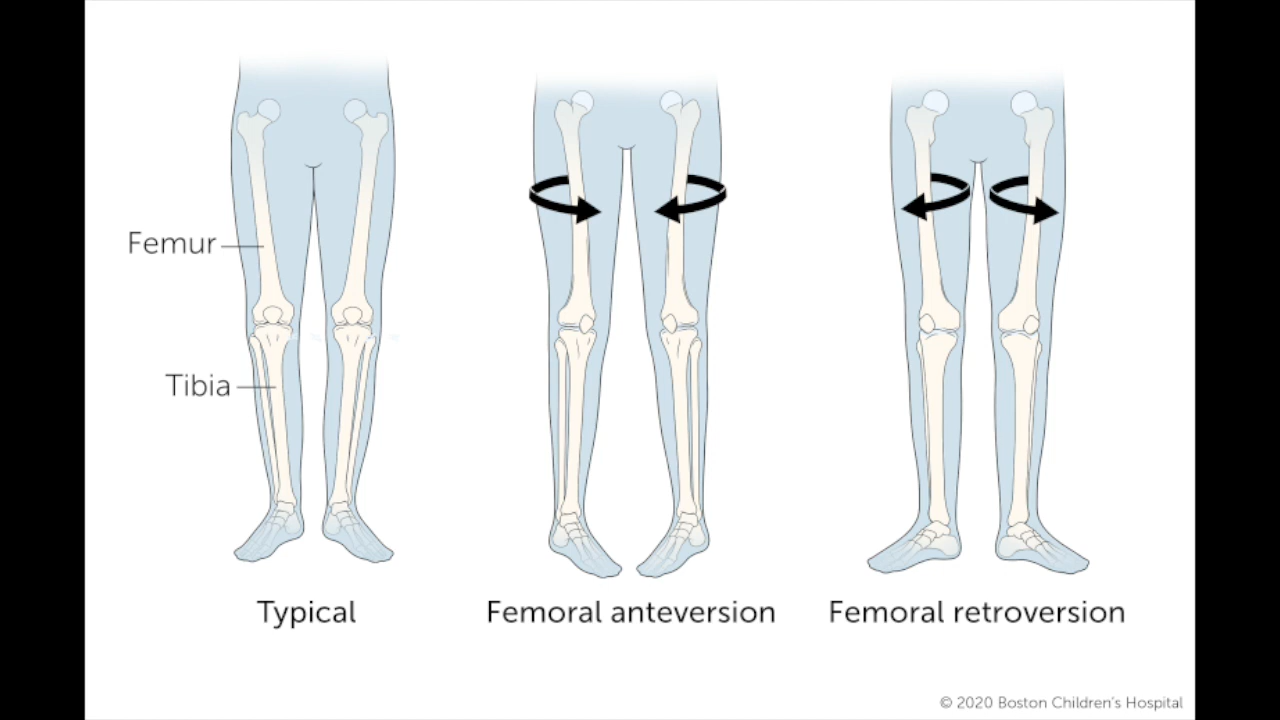 Femur
Tibia
Typical
Femoral anteversion
Femoral retroversion
© 2020 Boston Children's Hospital